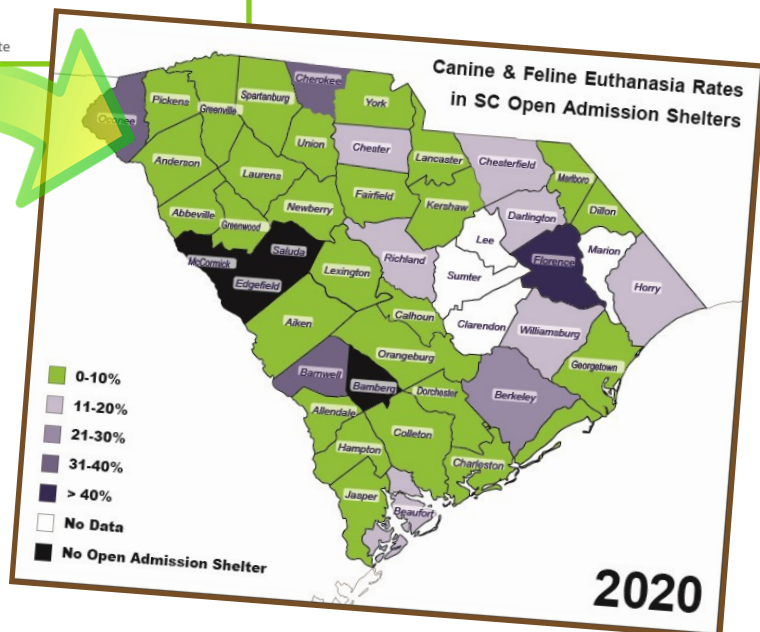 te
Canine & Feline Euthanasia Rates
in SC Open Admission Shelters
Cherokee
Oconee
Pickens
Greenville
Spartanburg
York
Union
Chester
Lancaster
Chesterfield
Marlboro
Anderson
Laurens
Fairfield
Kershaw
Darlington
Dillon
Abbeville
Greenwood
Newberry
Lee
Marion
McCormick
Saluda
Edgefield
Lexington
Richland
Sumter
Florence
Horry
Aiken
Calhoun
Clarendon
Williamsburg
Orangeburg
Georgetown
Barnwell
Bamberg
Dorchester
Berkeley
Allendale
Colleton
Hampton
Charleston
Jasper
Beaufort
0-10%
11-20%
21-30%
31-40%
> 40%
No Data
No Open Admission Shelter
2020